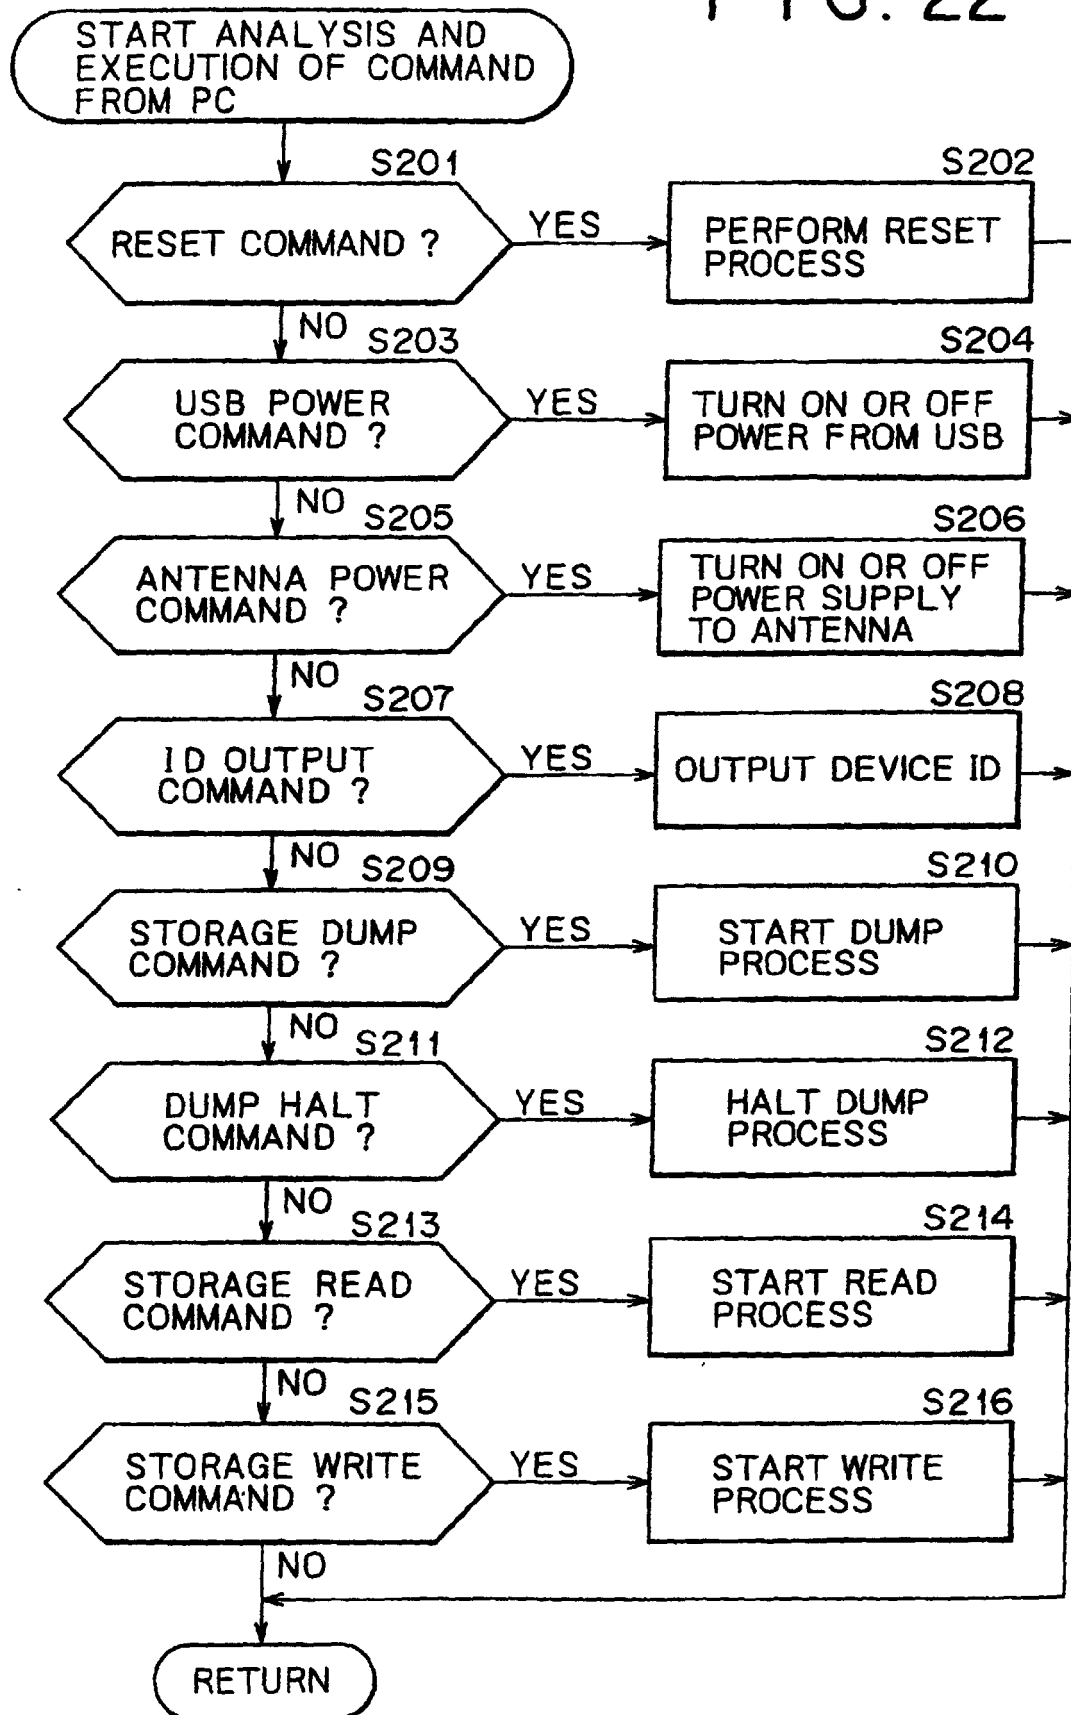 FIG. 22
START ANALYSIS AND
EXECUTION OF COMMAND
FROM PC
S201
RESET COMMAND ?
YES
S202
PERFORM RESET
PROCESS
NO
S203
USB POWER
COMMAND ?
YES
S204
TURN ON OR OFF
POWER FROM USB
NO
S205
ANTENNA POWER
COMMAND ?
YES
S206
TURN ON OR OFF
POWER SUPPLY
TO ANTENNA
NO
S207
ID OUTPUT
COMMAND ?
YES
S208
OUTPUT DEVICE ID
NO
S209
STORAGE DUMP
COMMAND ?
YES
S210
START DUMP
PROCESS
NO
S211
DUMP HALT
COMMAND ?
YES
S212
HALT DUMP
PROCESS
NO
S213
STORAGE READ
COMMAND ?
YES
S214
START READ
PROCESS
NO
S215
STORAGE WRITE
COMMAND ?
YES
S216
START WRITE
PROCESS
NO
RETURN